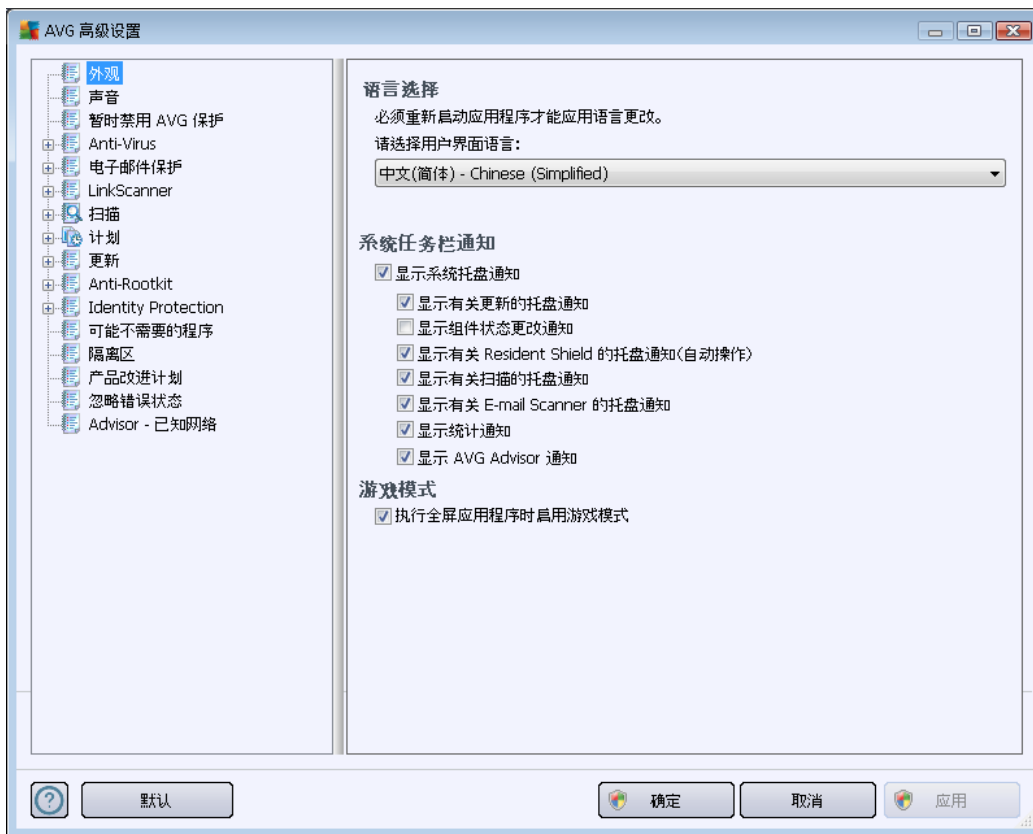 AVG 高级设置
外观
声音
暂时禁用 AVG 保护
Anti-Virus
电子邮件保护
LinkScanner
扫描
计划
更新
Anti-Rootkit
Identity Protection
可能不需要的程序
隔离区
产品改进计划
忽略错误状态
Advisor - 已知网络
语言选择
必须重新启动应用程序才能应用语言更改。
请选择用户界面语言:
中文(简体) - Chinese (Simplified)
系统任务栏通知
显示系统托盘通知
显示有关更新的托盘通知
显示组件状态更改通知
显示有关 Resident Shield 的托盘通知(自动操作)
显示有关扫描的托盘通知
显示有关 E-mail Scanner 的托盘通知
显示统计通知
显示 AVG Advisor 通知
游戏模式
执行全屏应用程序时启用游戏模式
默认
确定
取消
应用